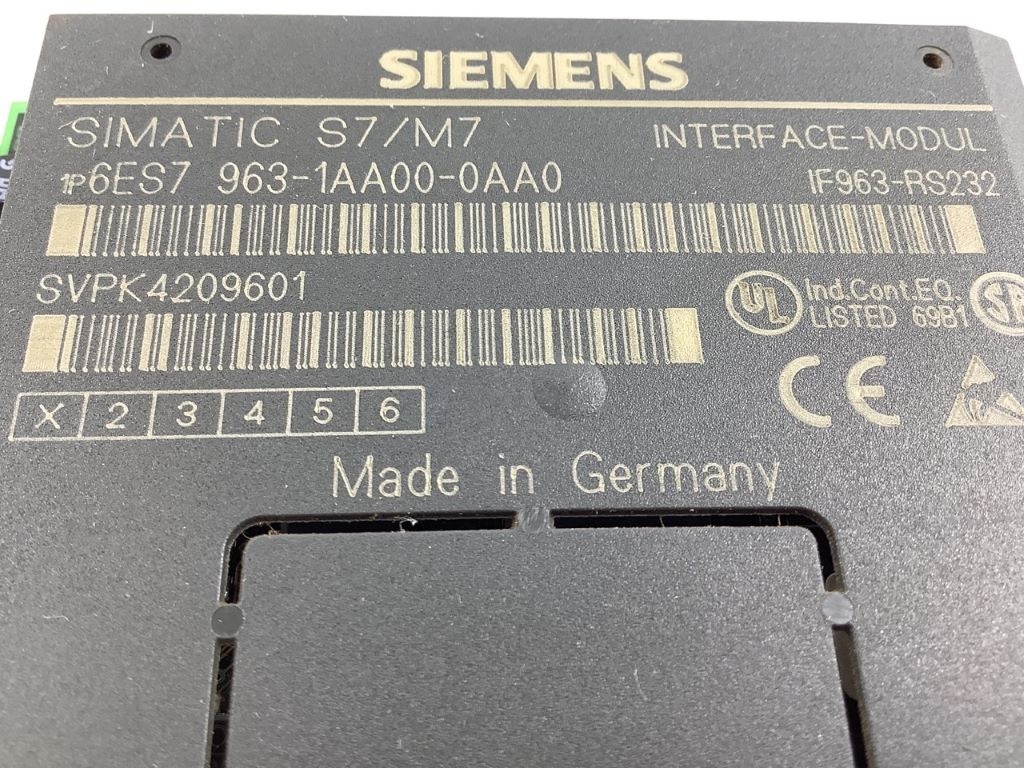 SIEMENS
SIMATIC S7/M7 INTERFACE-MODUL
1P6ES7 963-1AA00-0AA0 IF963-RS232
SVPK4209601
UL Ind.Cont.EQ.
LISTED 69B1
X 2 3 4 5 6
CE
Made in Germany